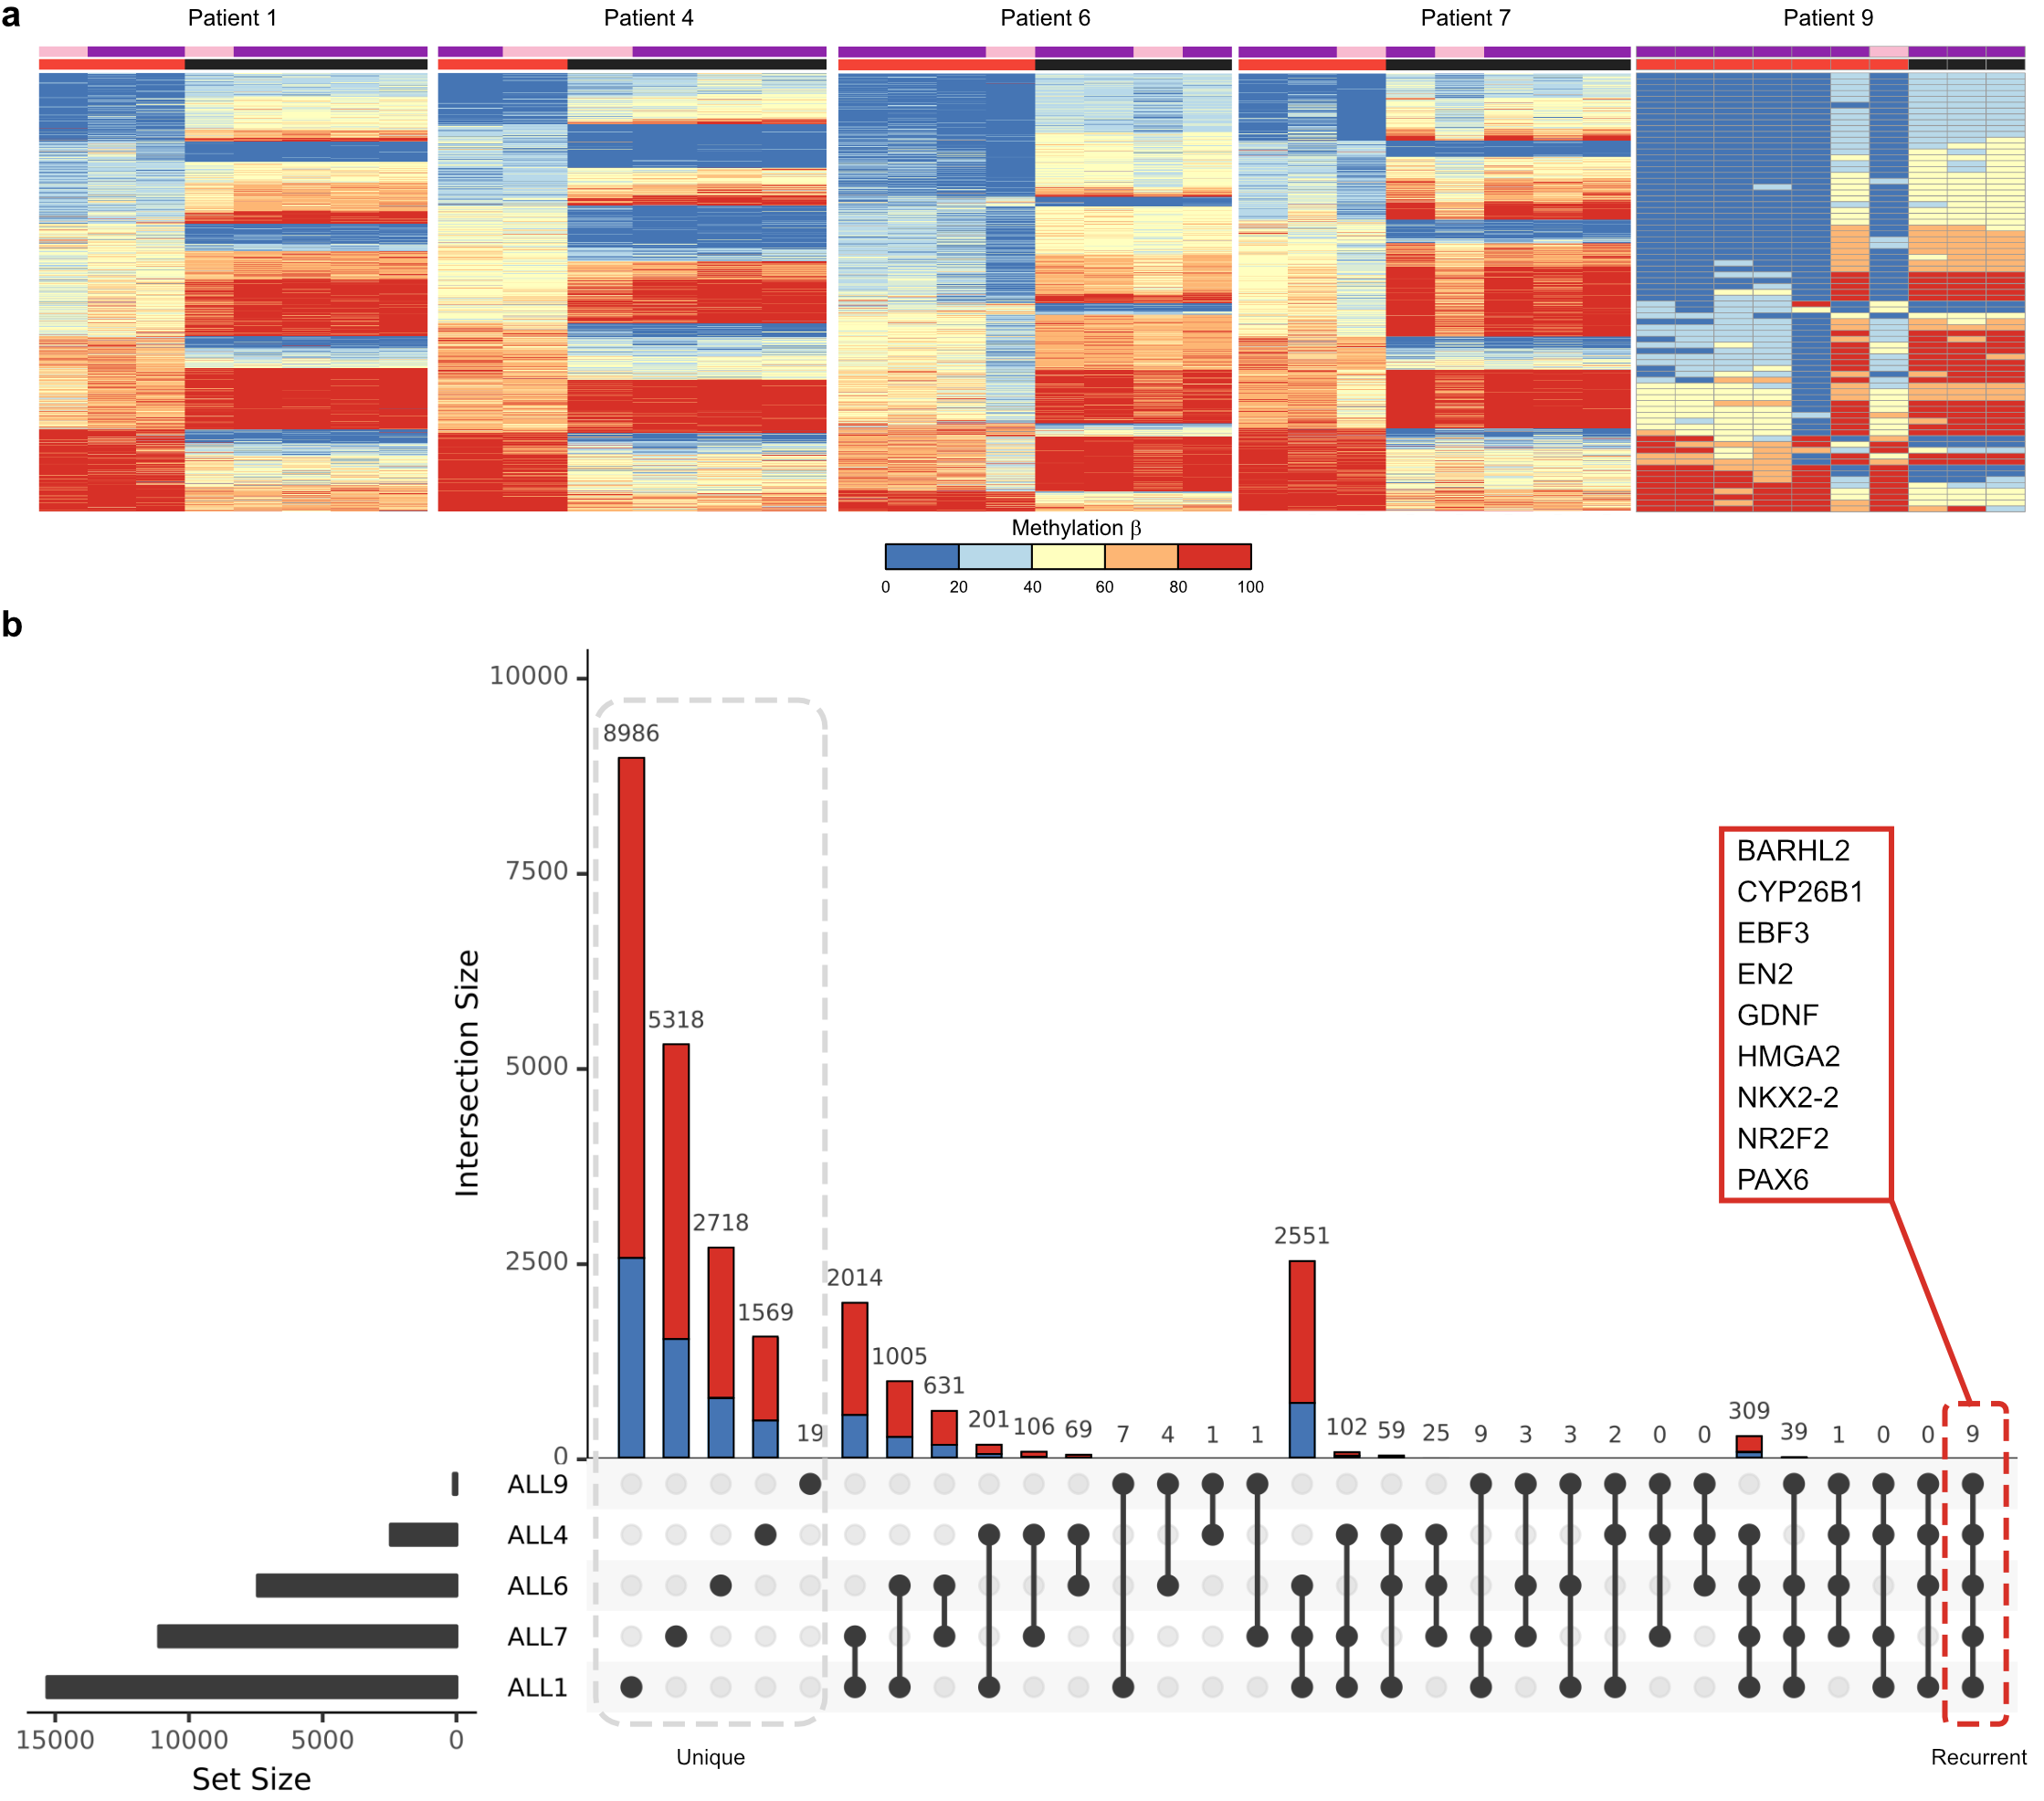 a
Patient 1
Patient 4
Patient 6
Patient 7
Patient 9
Methylation β
0 20 40 60 80 100
b
10000
7500
5000
2500
0
Intersection Size
8986
5318
2718
1569
19
2014
1005
631
201
106
69
7
4
1
1
2551
102
59
25
9
3
3
2
0
0
309
39
1
0
0
9
BARHL2
CYP26B1
EBF3
EN2
GDNF
HMGA2
NKX2-2
NR2F2
PAX6
ALL9
ALL4
ALL6
ALL7
ALL1
15000 10000 5000 0
Set Size
Unique
Recurrent